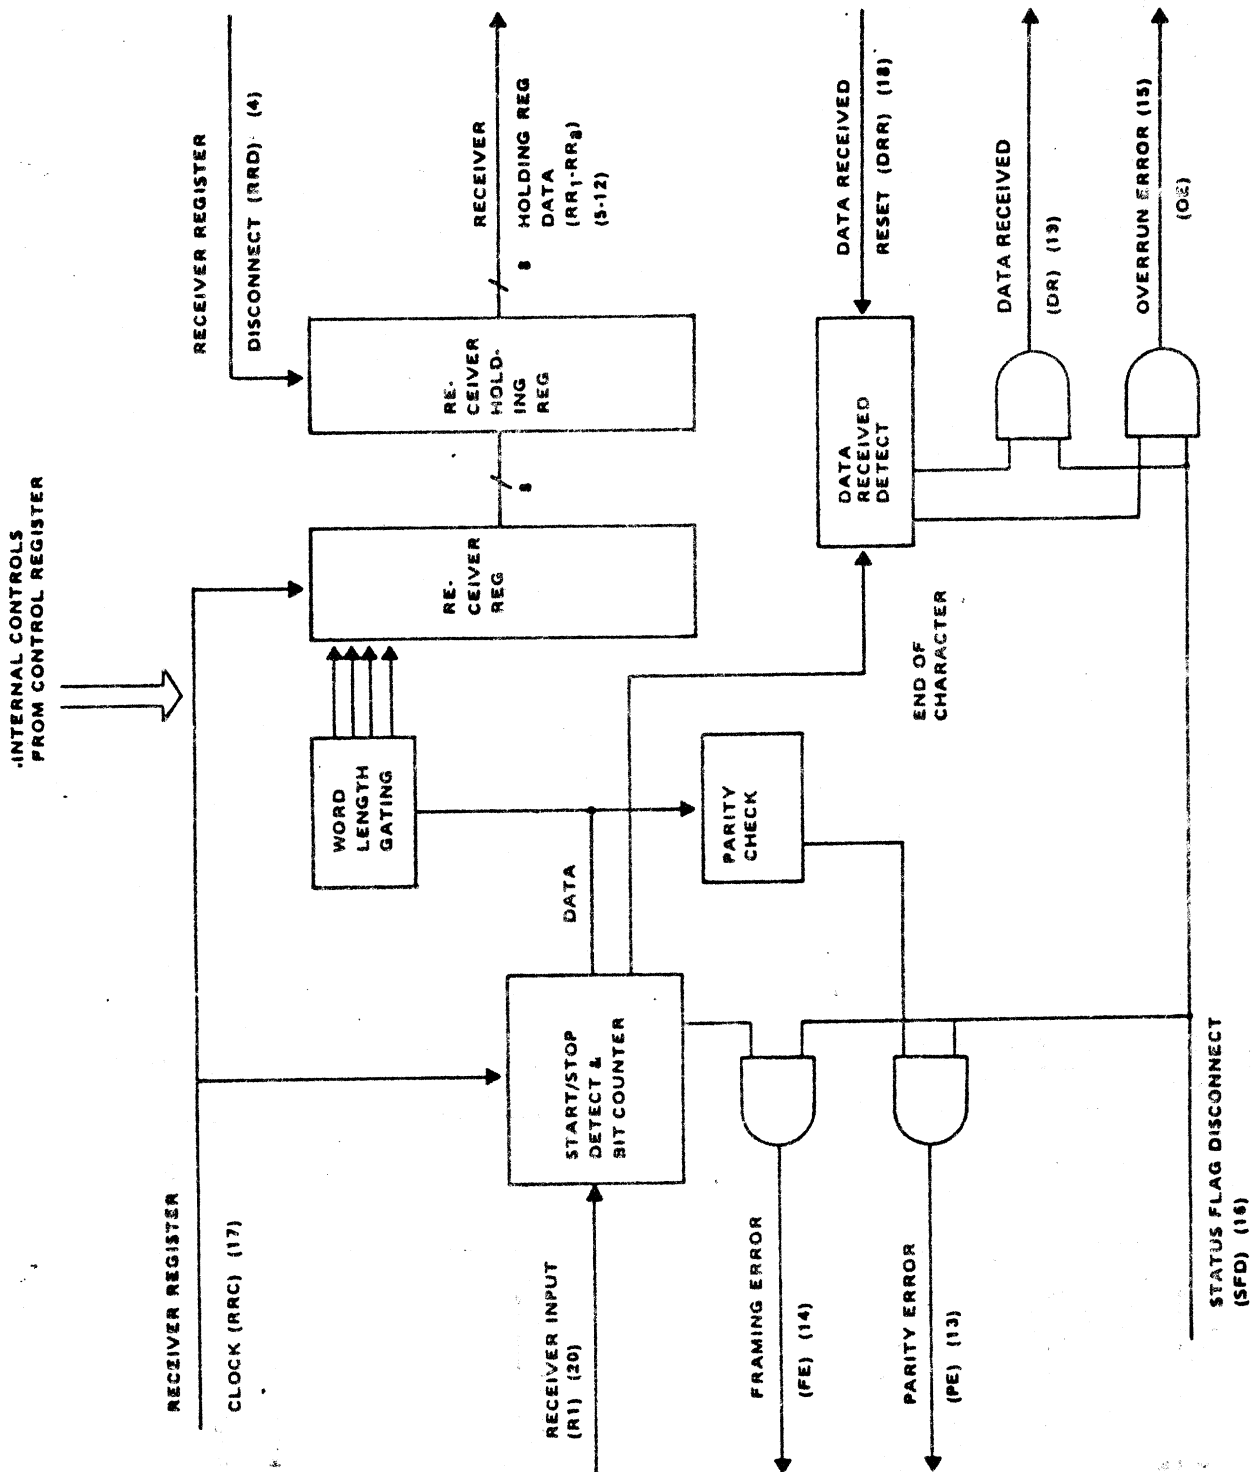 INTERNAL CONTROLS
FROM CONTROL REGISTER
RECEIVER REGISTER
CLOCK (RRC) (17)
RECEIVER REGISTER
DISCONNECT (RRD) (4)
WORD
LENGTH
GATING
RE-
CEIVER
REG
RE-
CEIVER
HOLD-
ING
REG
8
8
RECEIVER
HOLDING REG
DATA
(RR1-RR8)
(5-12)
RECEIVER INPUT
(R1) (20)
START/STOP
DETECT &
BIT COUNTER
DATA
PARITY
CHECK
END OF
CHARACTER
DATA
RECEIVED
DETECT
DATA RECEIVED
RESET (DRR) (18)
FRAMING ERROR
(FE) (14)
DATA RECEIVED
(DR) (19)
PARITY ERROR
(PE) (13)
OVERRUN ERROR (15)
(OE)
STATUS FLAG DISCONNECT
(SFD) (16)